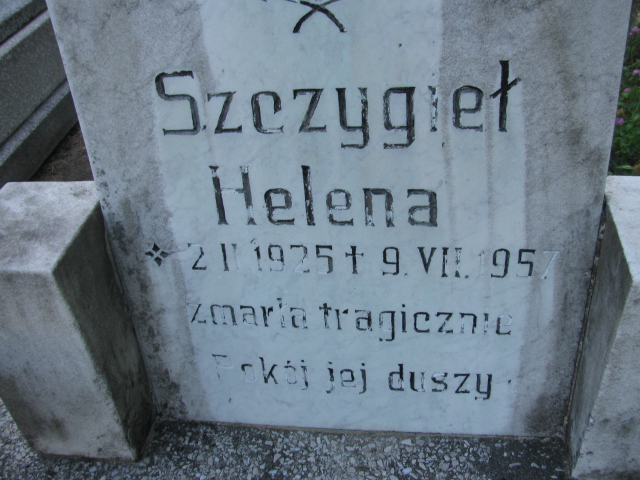 Szczygieł
Helena
* 2 II 1925 † 9. VII. 1957
zmarła tragicznie
Pokój jej duszy